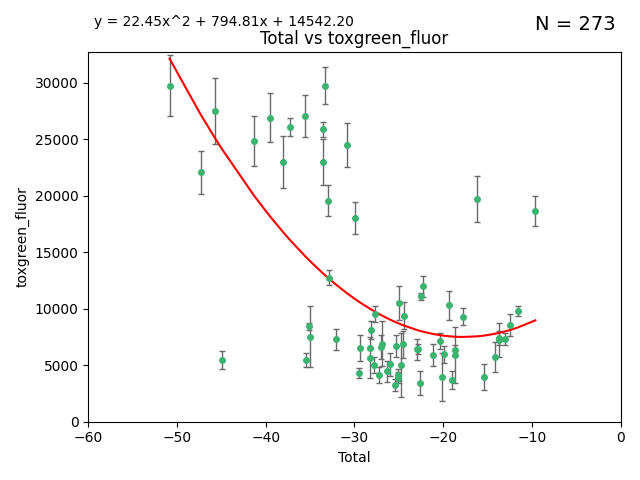 y = 22.45x^2 + 794.81x + 14542.20
N = 273
Total vs toxgreen_fluor
toxgreen_fluor
30000
25000
20000
15000
10000
5000
0
−60
−50
−40
−30
−20
−10
0
Total